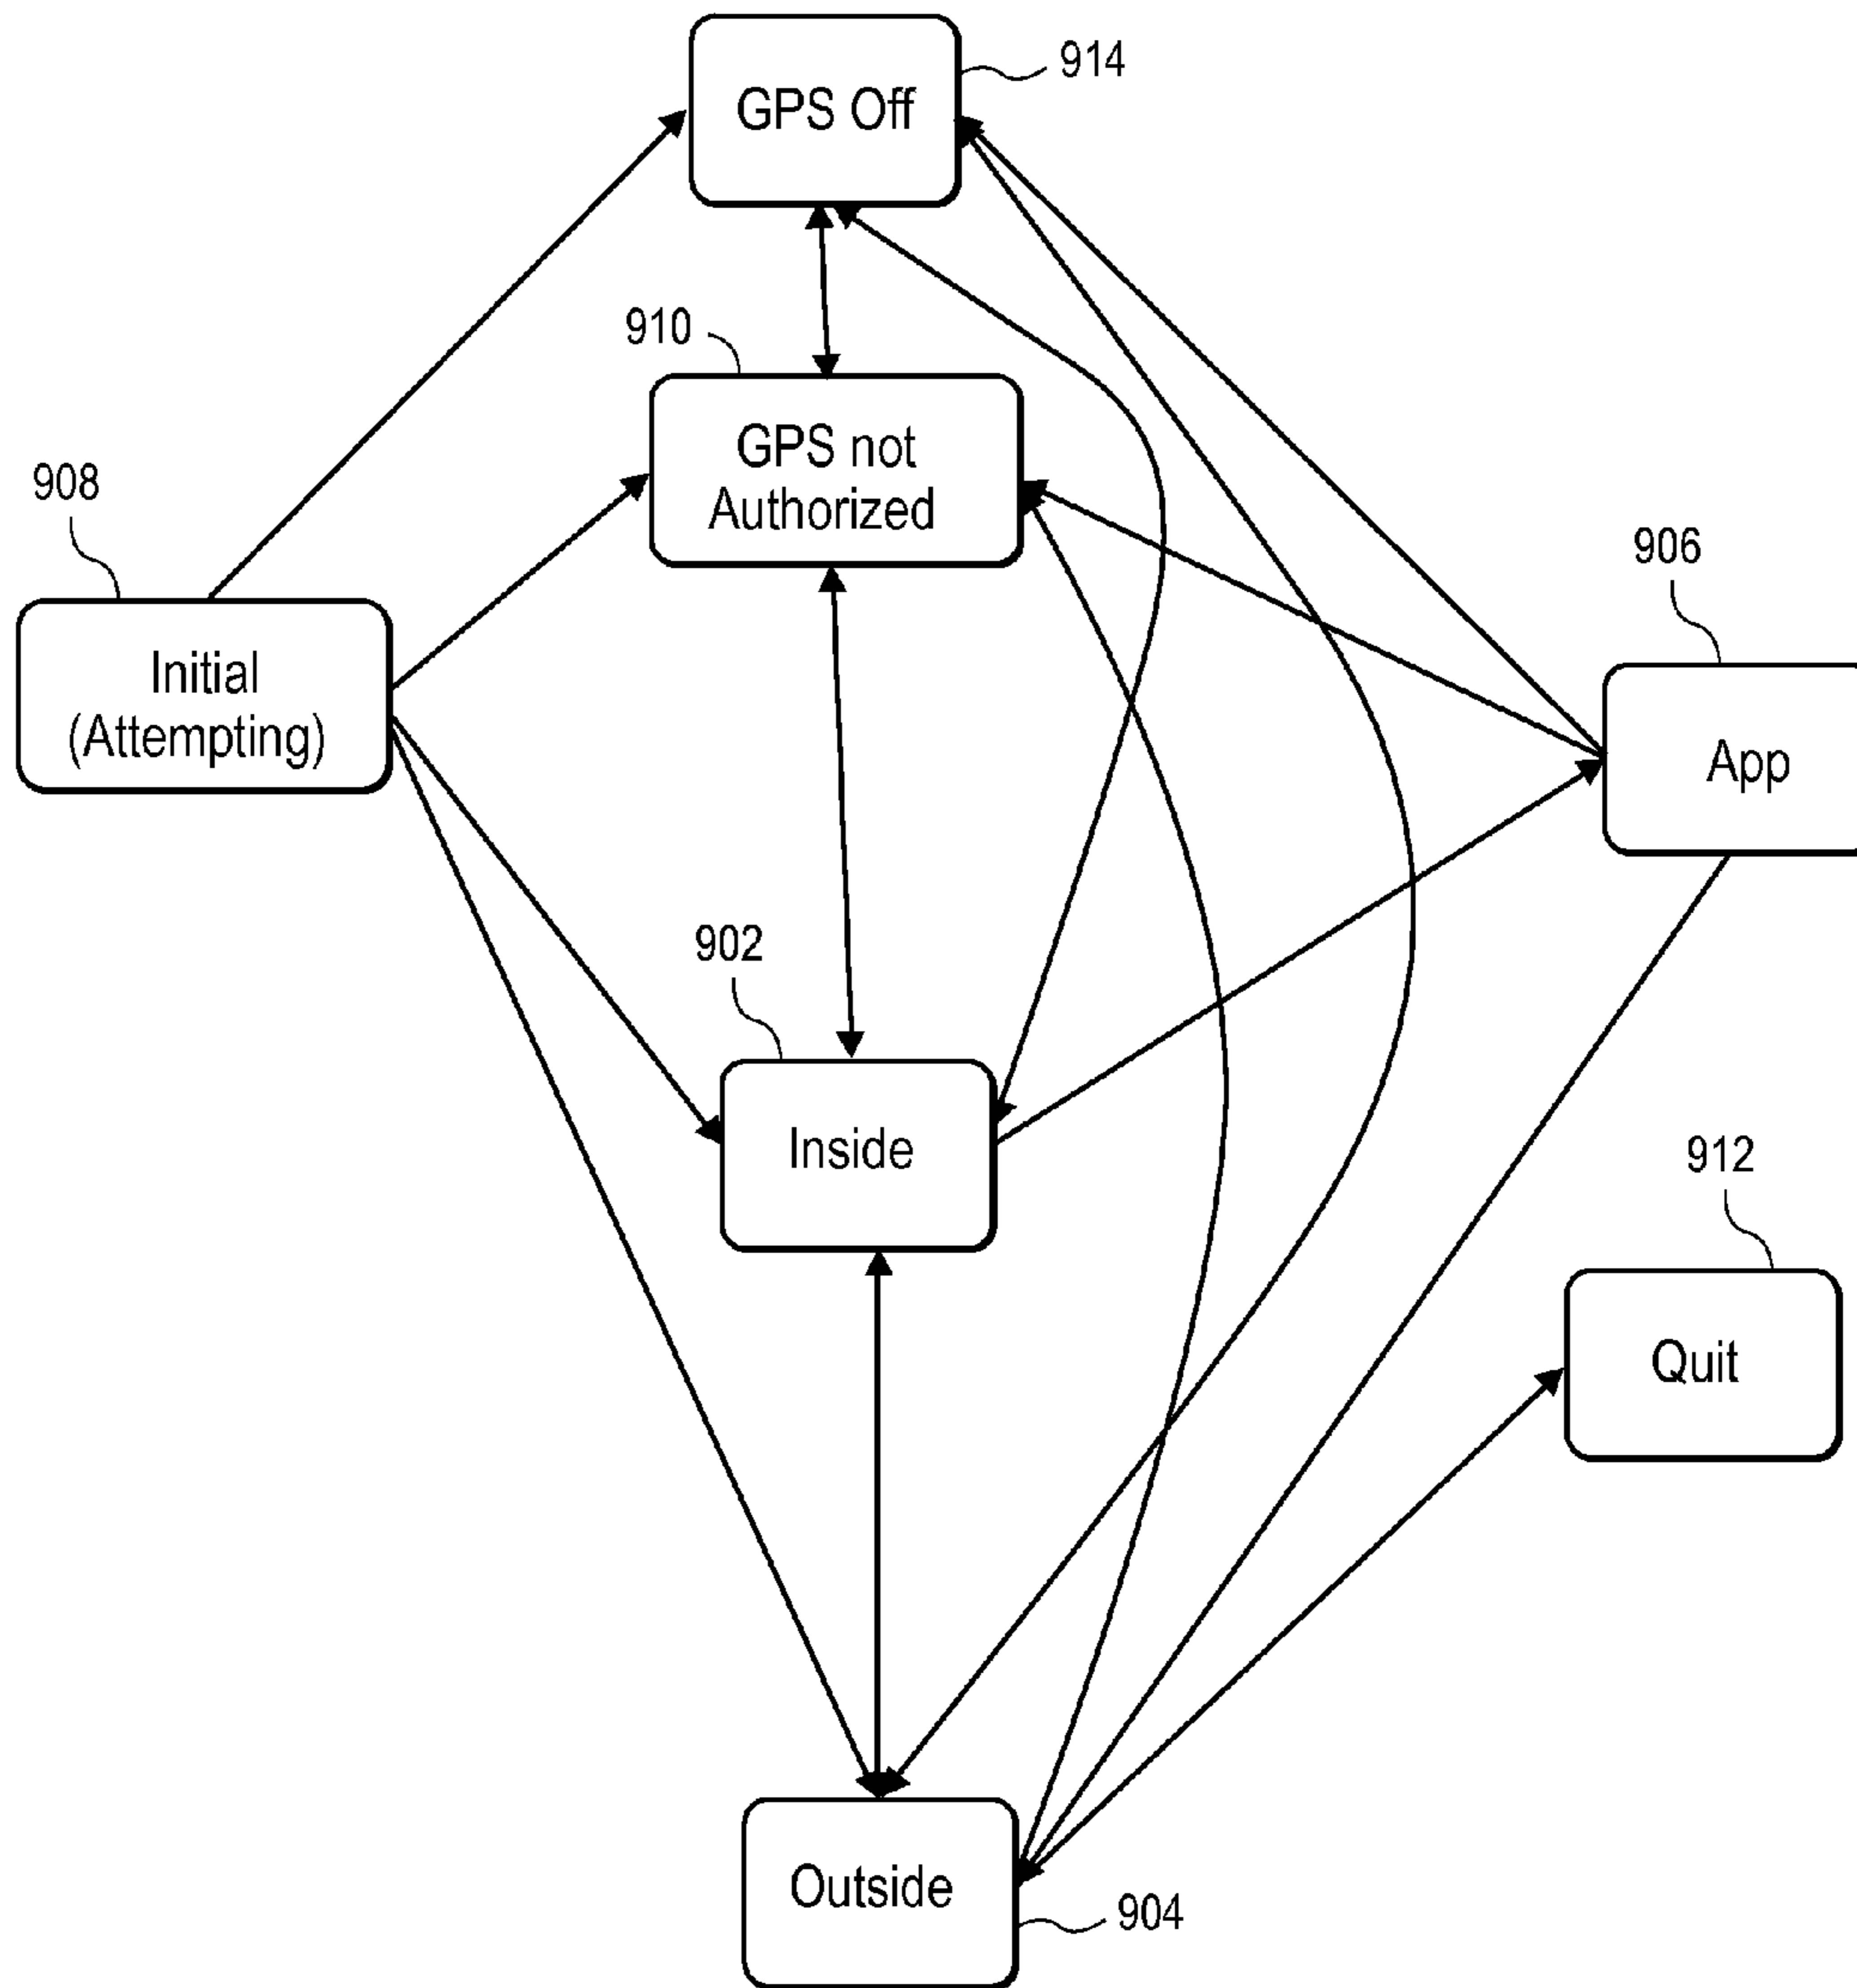 GPS Off
914
910
GPS not
Authorized
908
Initial
(Attempting)
906
App
902
Inside
912
Quit
Outside
904